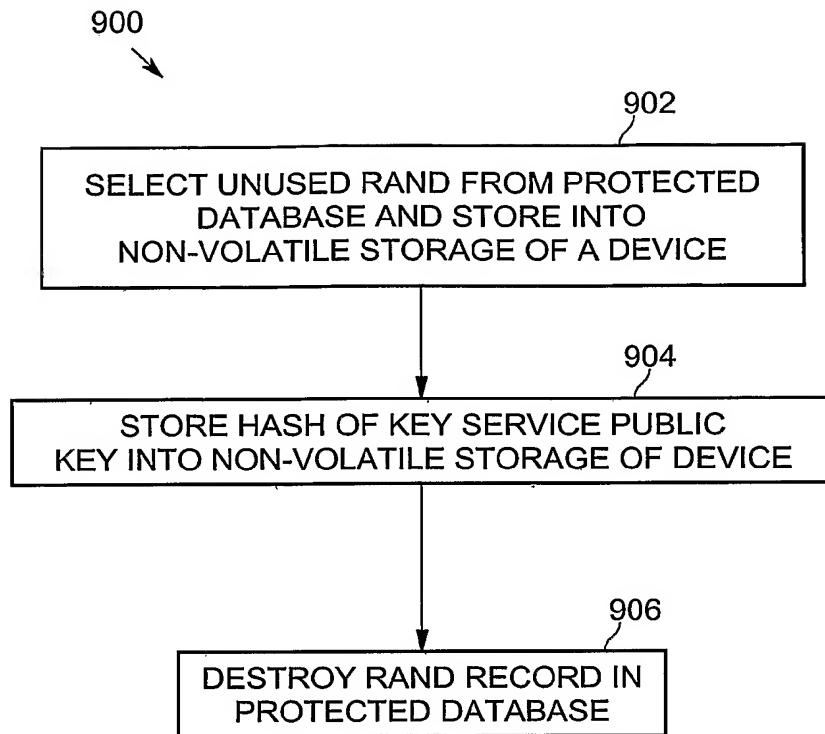 900
902
SELECT UNUSED RAND FROM PROTECTED
DATABASE AND STORE INTO
NON-VOLATILE STORAGE OF A DEVICE
904
STORE HASH OF KEY SERVICE PUBLIC
KEY INTO NON-VOLATILE STORAGE OF DEVICE
906
DESTROY RAND RECORD IN
PROTECTED DATABASE